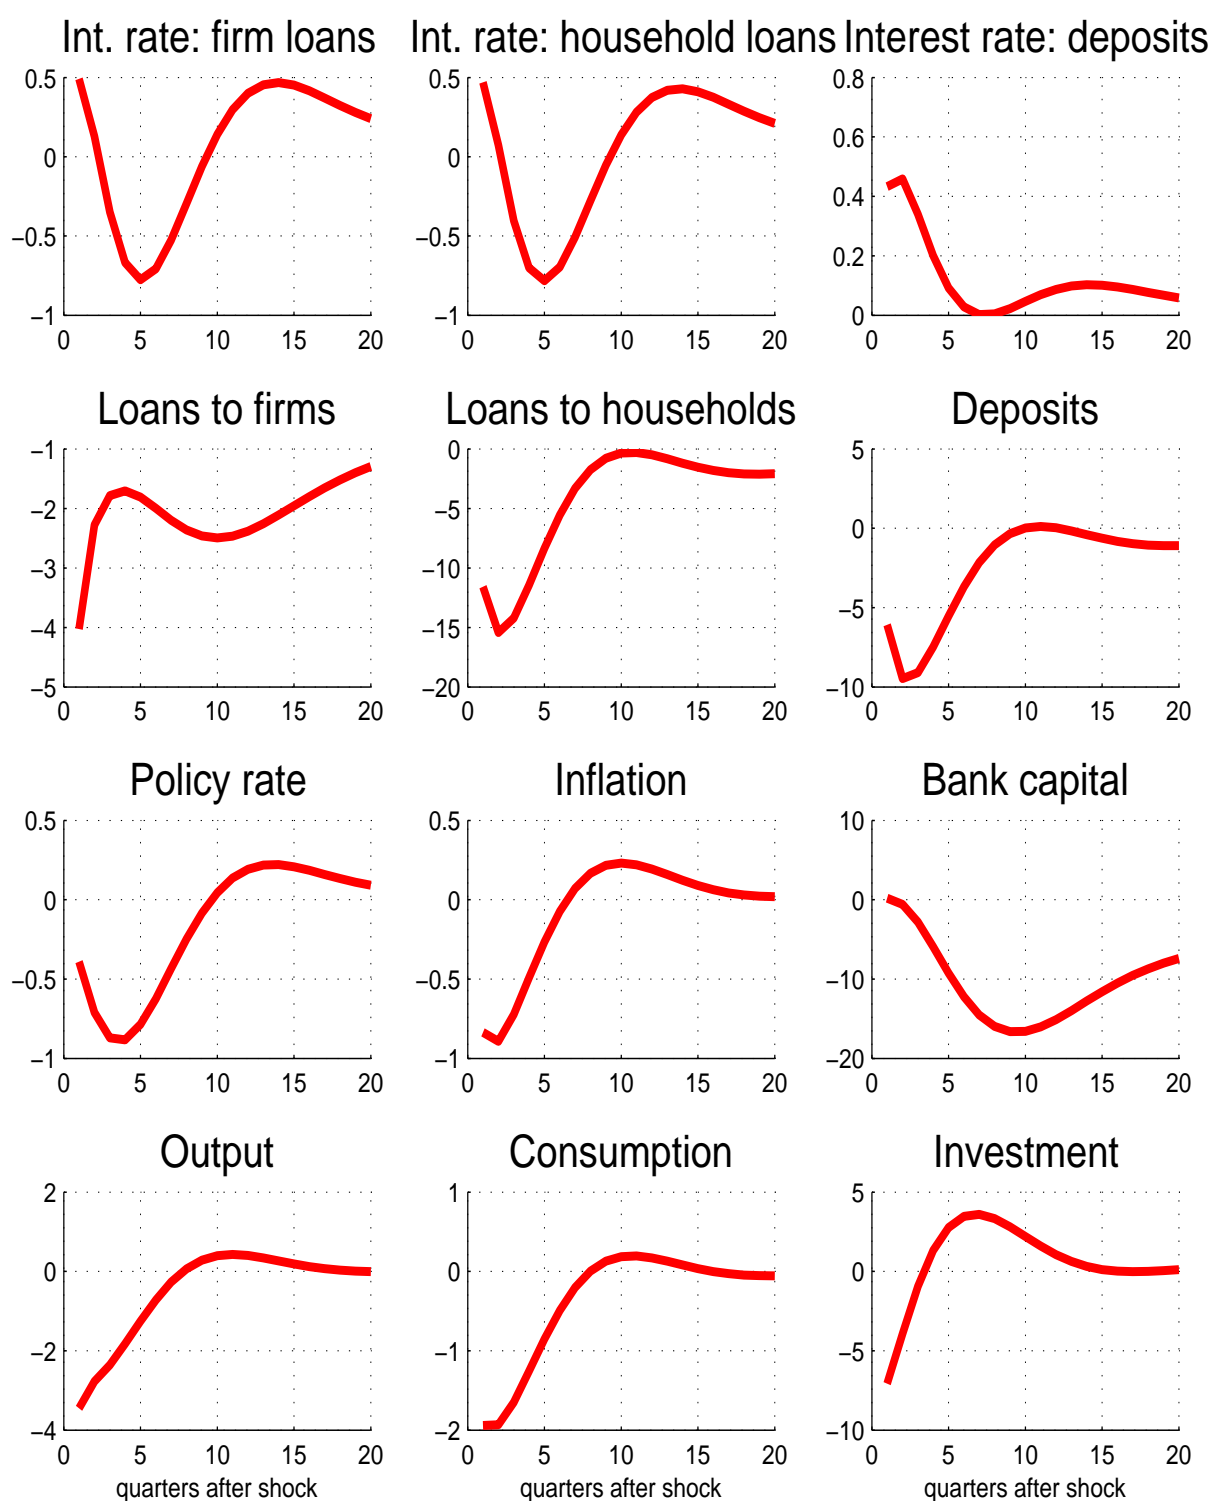 Int. rate: firm loans Int. rate: household loans Interest rate: deposits
0.5 0.5 0.8
0.6
0 0
0.4
−0.5 −0.5
0.2
−1 −1 0
0 5 10 15 20 0 5 10 15 20 0 5 10 15 20
Loans to firms Loans to households Deposits
−1 0 5
−2 −5
0
−3 −10
−5
−4 −15
−5 −20 −10
0 5 10 15 20 0 5 10 15 20 0 5 10 15 20
Policy rate Inflation Bank capital
0.5 0.5 10
0 0 0
−0.5 −0.5 −10
−1 −1 −20
0 5 10 15 20 0 5 10 15 20 0 5 10 15 20
Output Consumption Investment
2 1 5
0 0 0
−2 −1 −5
−4 −2 −10
0 5 10 15 20 0 5 10 15 20 0 5 10 15 20
quarters after shock quarters after shock quarters after shock